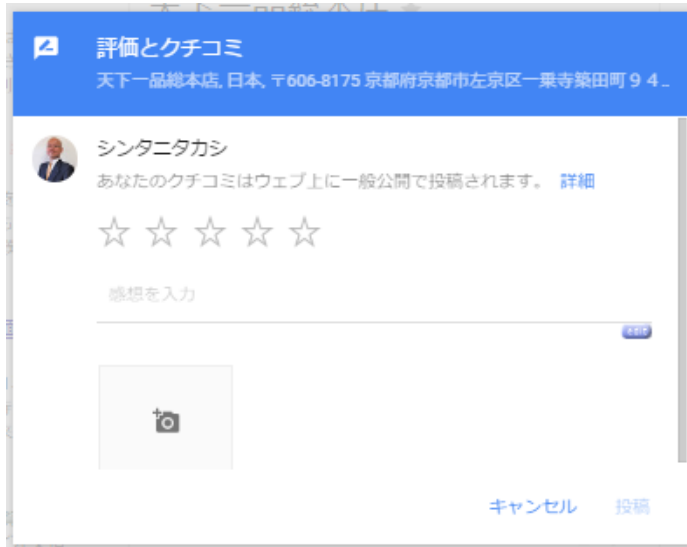 評価とクチコミ
天下一品総本店, 日本, 〒606-8175 京都府京都市左京区一乗寺築田町９４..
シンタニタカシ
あなたのクチコミはウェブ上に一般公開で投稿されます。 詳細
感想を入力
edit
キャンセル 投稿